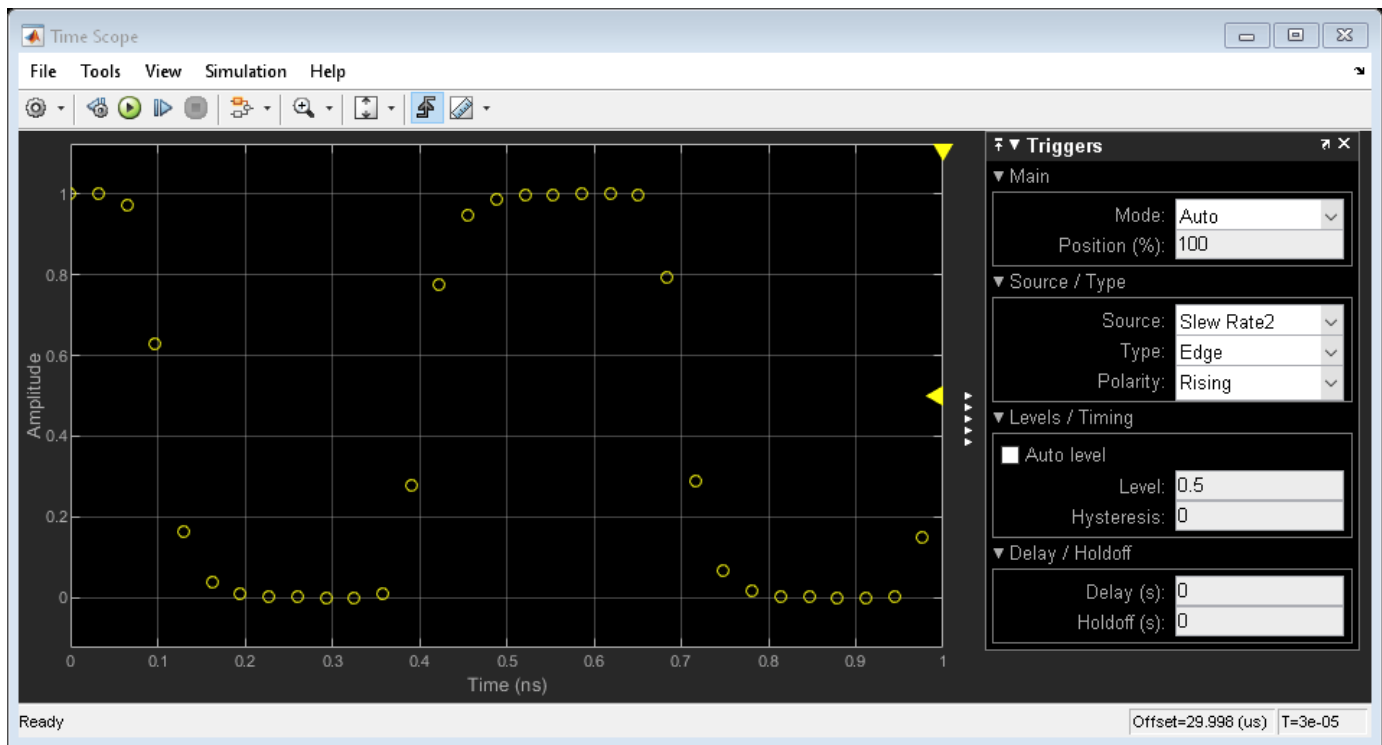 Time Scope
File Tools View Simulation Help
Triggers
Main
Mode: Auto
Position (%): 100
Source / Type
Source: Slew Rate2
Type: Edge
Polarity: Rising
Levels / Timing
Auto level
Level: 0.5
Hysteresis: 0
Delay / Holdoff
Delay (s): 0
Holdoff (s): 0
1
0.8
0.6
0.4
0.2
0
Amplitude
0 0.1 0.2 0.3 0.4 0.5 0.6 0.7 0.8 0.9 1
Time (ns)
Ready Offset=29.998 (us) T=3e-05